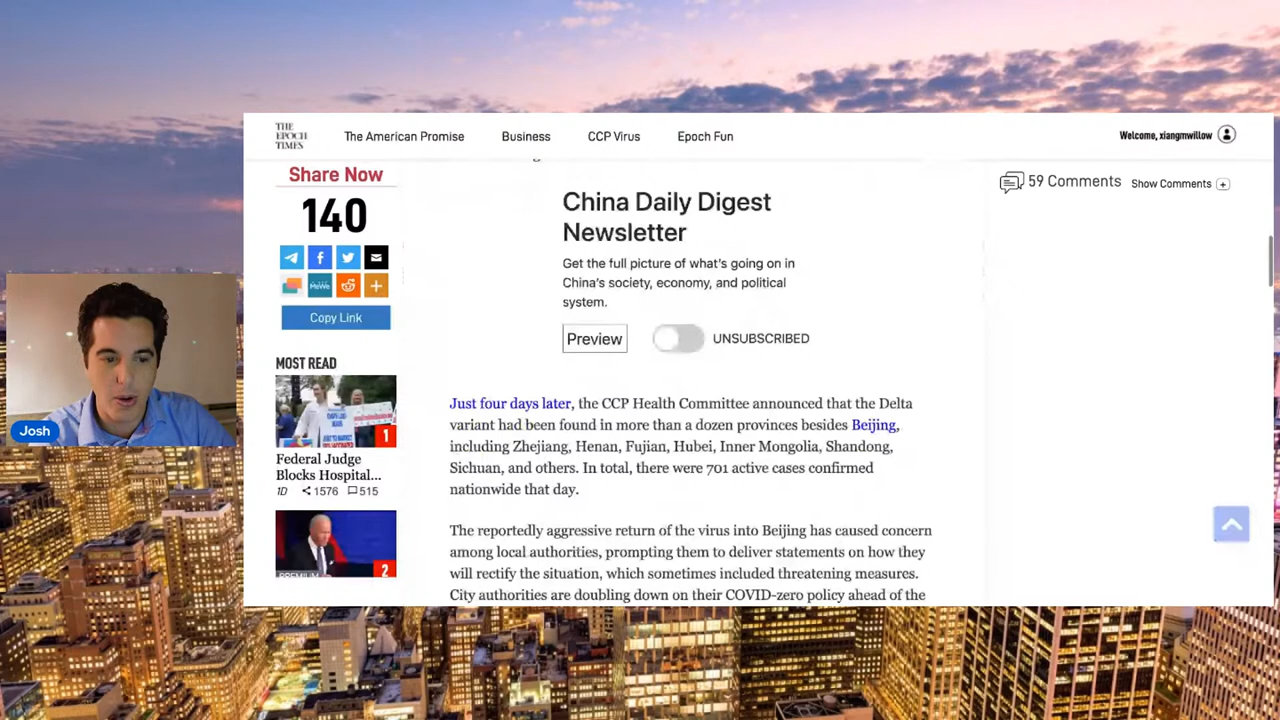 THE
EPOCH
TIMES
The American Promise
Business
CCP Virus
Epoch Fun
Welcome, xiangmwillow
Share Now
140
MeWe
Copy Link
MOST READ
1
Federal Judge
Blocks Hospital...
1D 1576 515
PREMIUM
2
China Daily Digest
Newsletter
Get the full picture of what's going on in
China's society, economy, and political
system.
Preview
UNSUBSCRIBED
Just four days later, the CCP Health Committee announced that the Delta
variant had been found in more than a dozen provinces besides Beijing,
including Zhejiang, Henan, Fujian, Hubei, Inner Mongolia, Shandong,
Sichuan, and others. In total, there were 701 active cases confirmed
nationwide that day.
The reportedly aggressive return of the virus into Beijing has caused concern
among local authorities, prompting them to deliver statements on how they
will rectify the situation, which sometimes included threatening measures.
City authorities are doubling down on their COVID-zero policy ahead of the
59 Comments
Show Comments +
Josh